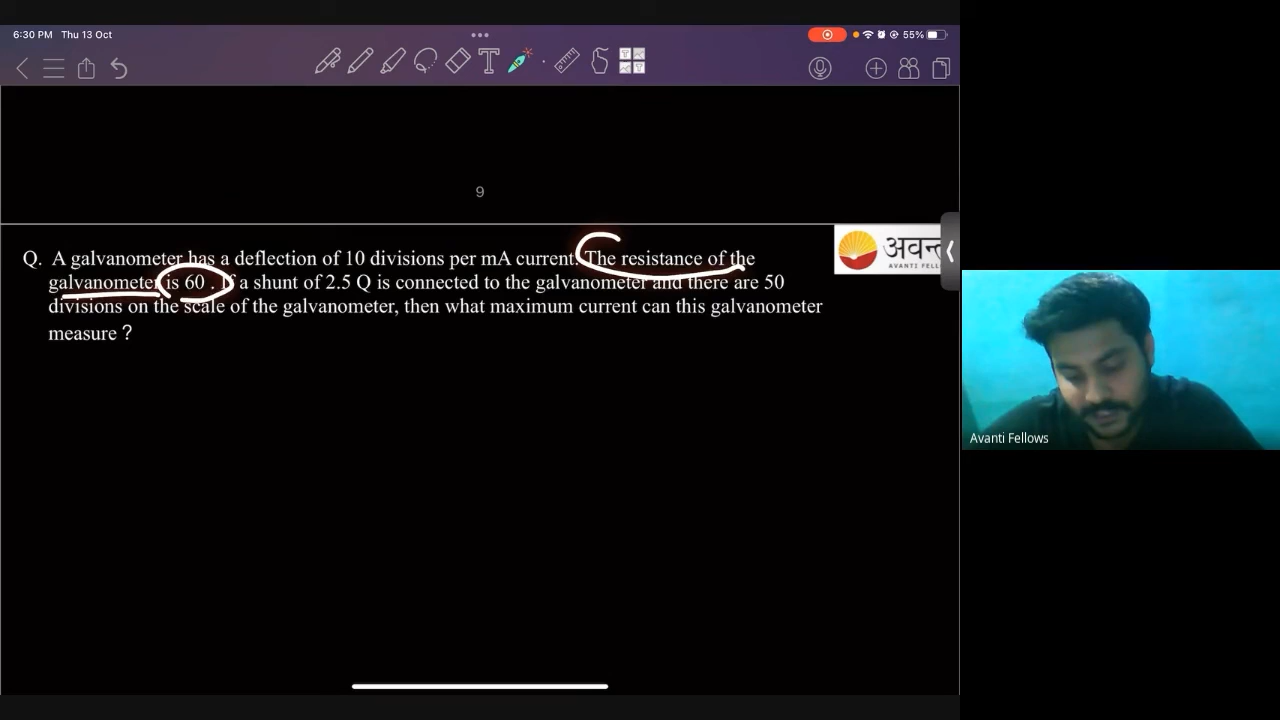 6:30 PM Thu 13 Oct
55%
9
Q. A galvanometer has a deflection of 10 divisions per mA current. The resistance of the
galvanometer is 60 . If a shunt of 2.5 Q is connected to the galvanometer and there are 50
divisions on the scale of the galvanometer, then what maximum current can this galvanometer
measure ?
अवन्त
AVANTI FELL
Avanti Fellows